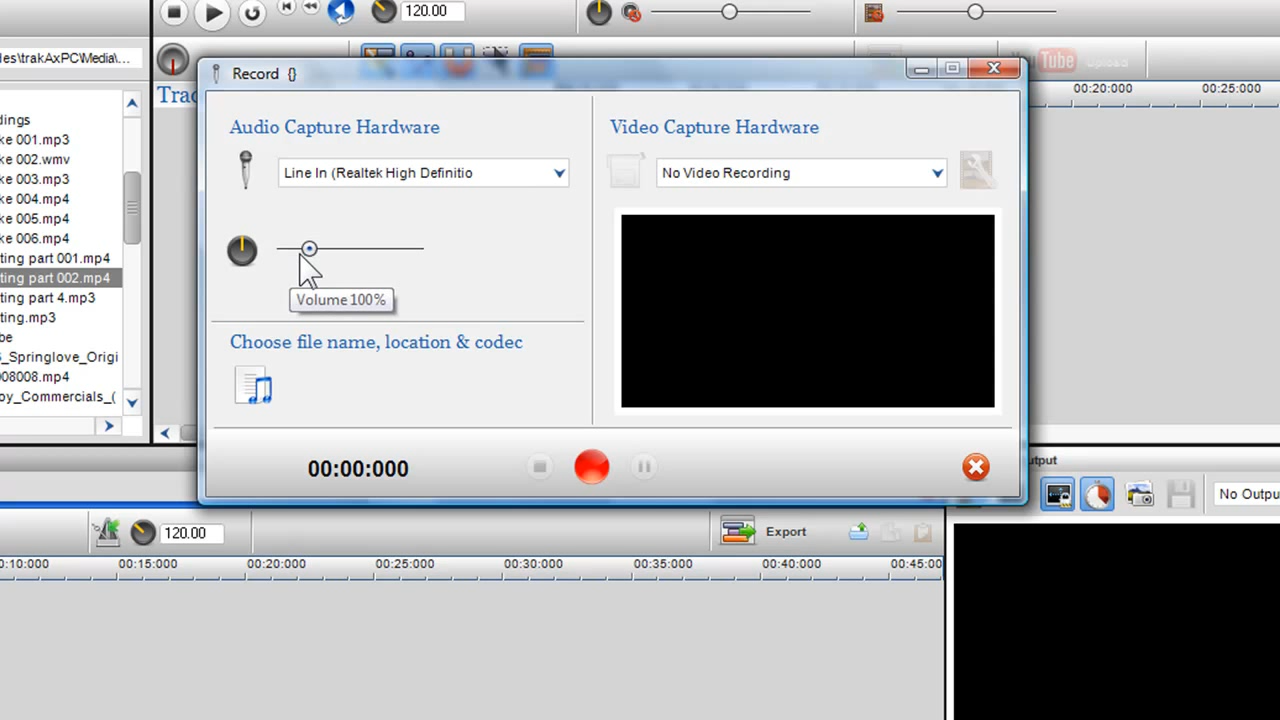 120.00
les\trakAxPC\Media\...
Record {}
You Tube Upload
Trac
00:20:000
00:25:000
dings
ke 001.mp3
ke 002.wmv
ke 003.mp3
ke 004.mp4
ke 005.mp4
ke 006.mp4
ting part 001.mp4
ting part 002.mp4
ting part 4.mp3
ting.mp3
be
S_Springlove_Origi
008008.mp4
oy_Commercials_(
Audio Capture Hardware
Line In (Realtek High Definitio
Volume 100%
Choose file name, location & codec
Video Capture Hardware
No Video Recording
00:00:000
utput
No Outpu
120.00
Export
0:10:000
00:15:000
00:20:000
00:25:000
00:30:000
00:35:000
00:40:000
00:45:00